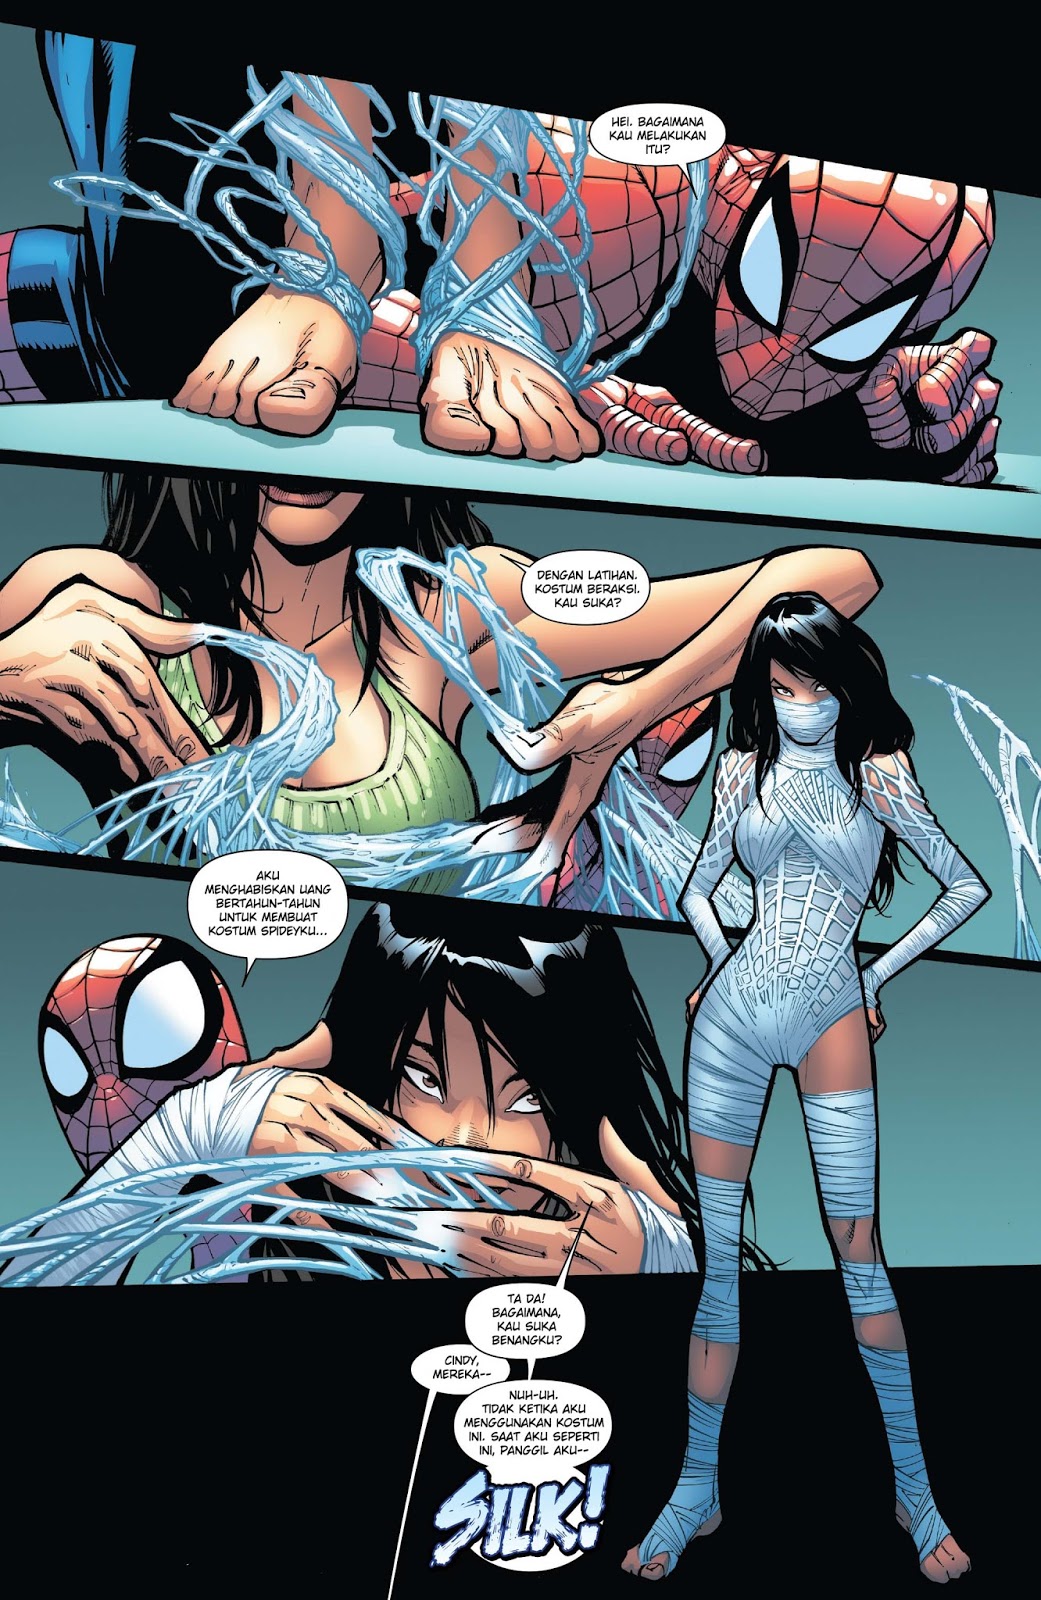 HEI. BAGAIMANA
KAU MELAKUKAN
ITU?
DENGAN LATIHAN.
KOSTUM BERAKSI.
KAU SUKA?
AKU
MENGHABISKAN UANG
BERTAHUN-TAHUN
UNTUK MEMBUAT
KOSTUM SPIDEYKU...
TA DA!
BAGAIMANA,
KAU SUKA
BENANGKU?
CINDY,
MEREKA--
NUH-UH.
TIDAK KETIKA AKU
MENGGUNAKAN KOSTUM
INI. SAAT AKU SEPERTI
INI, PANGGIL AKU--
SILK!